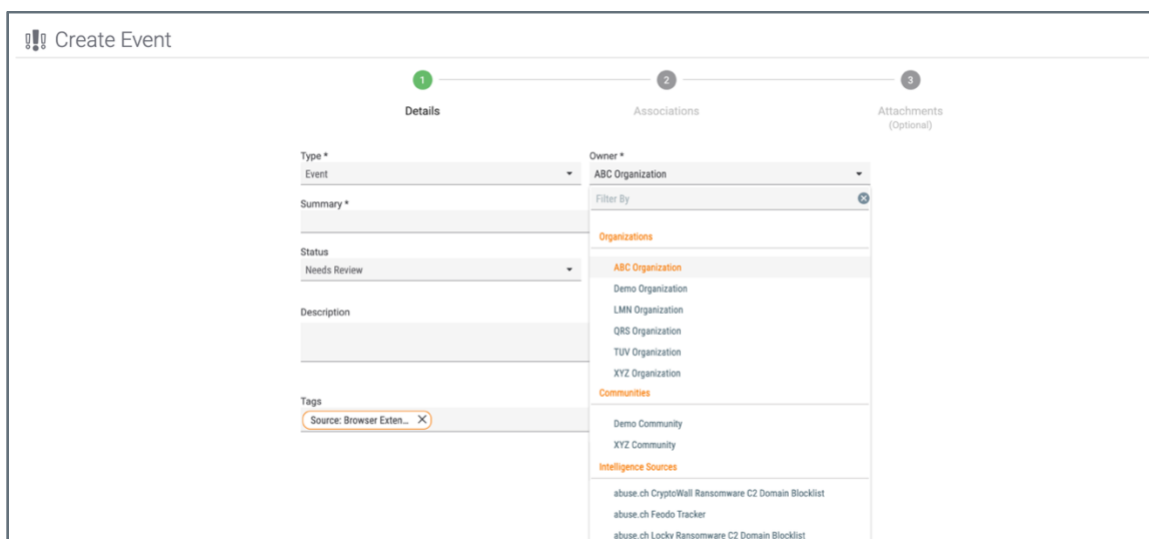 Create Event
1
2
3
Details
Associations
Attachments
(Optional)
Type *
Owner *
Event
ABC Organization
Filter By
Summary *
Organizations
Status
Needs Review
ABC Organization
Demo Organization
LMN Organization
Description
QRS Organization
TUV Organization
XYZ Organization
Communities
Tags
Source: Browser Exten...
Demo Community
XYZ Community
Intelligence Sources
abuse.ch CryptoWall Ransomware C2 Domain Blocklist
abuse.ch Feodo Tracker
abuse.ch Locky Ransomware C2 Domain Blocklist